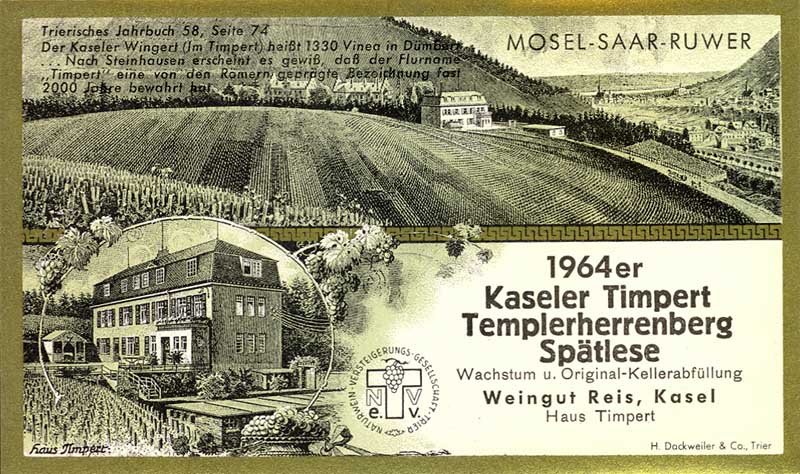 Trierisches Jahrbuch 58, Seite 74
Der Kaseler Wingert (Im Timpert) heißt 1330 Vinea in Dümbert
... Nach Steinhausen erscheint es gewiß, daß der Flurname
„Timpert" eine von den Römern geprägte Bezeichnung fast
2000 Jahre bewahrt hat
MOSEL-SAAR-RUWER
1964er
Kaseler Timpert
Templerherrenberg
Spätlese
Wachstum u. Original-Kellerabfüllung
Weingut Reis, Kasel
Haus Timpert
NATURWEIN-VERSTEIGERUNGS-GESELLSCHAFT-TRIER
N V
e. v.
Haus Timpert
H. Dackweiler & Co., Trier